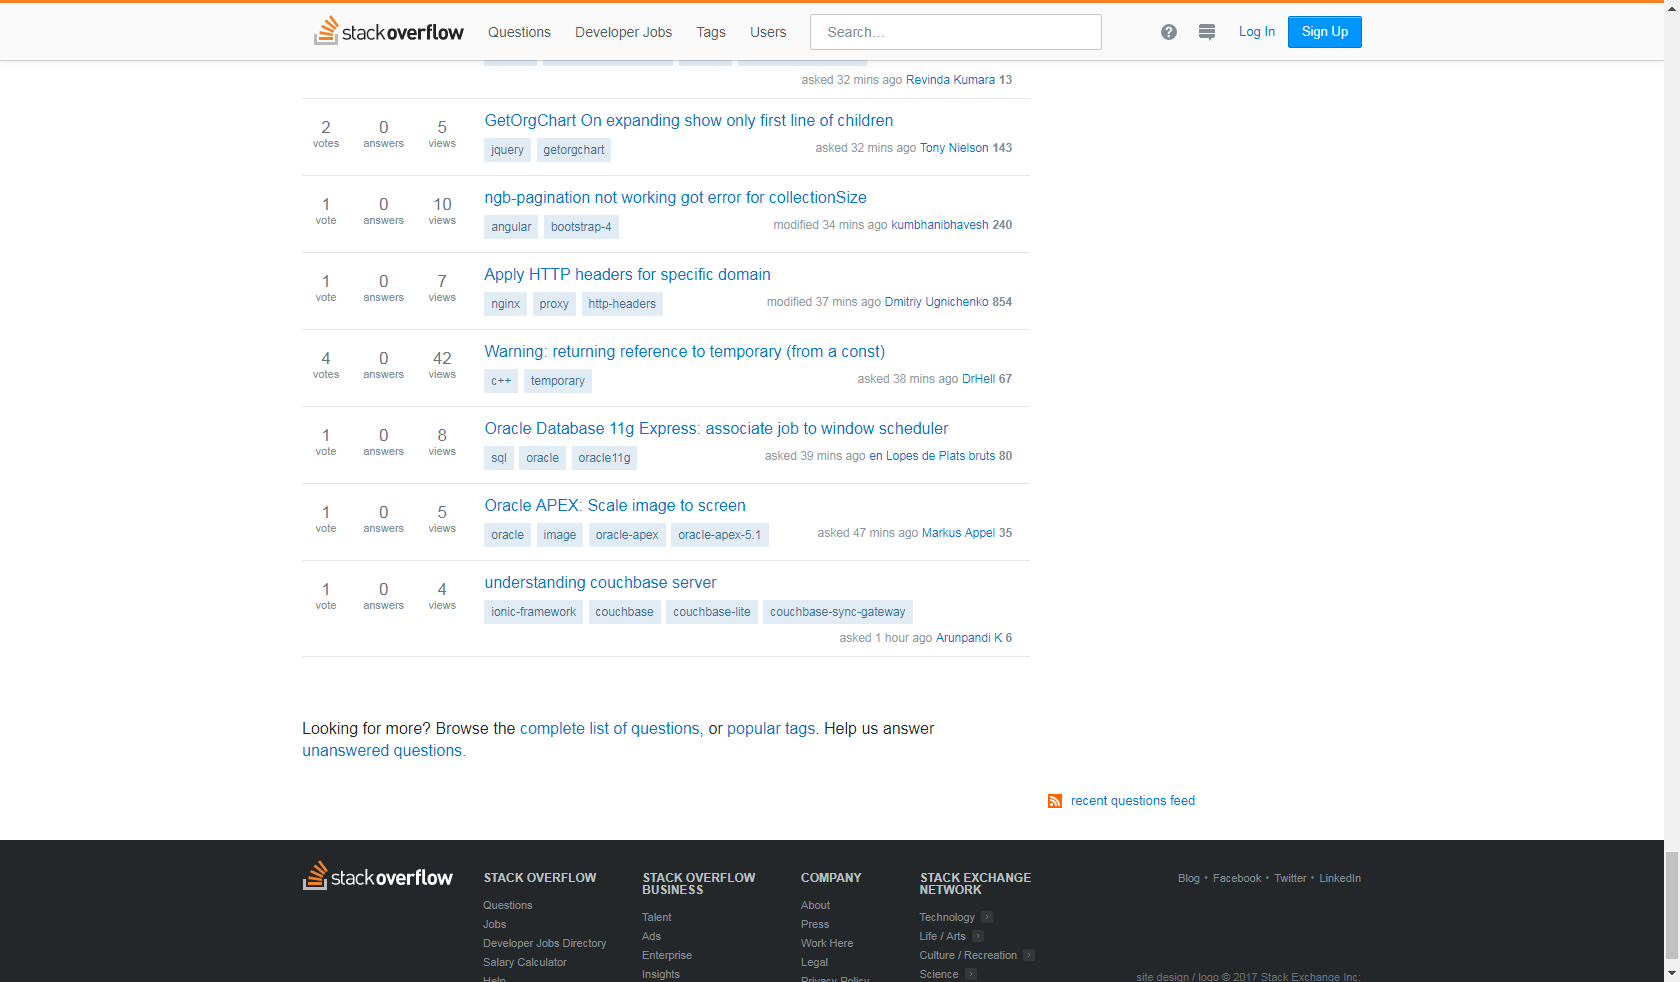 stackoverflow Questions Developer Jobs Tags Users Search... ? Log In Sign Up
asked 32 mins ago Revinda Kumara 13
2 votes 0 answers 5 views
GetOrgChart On expanding show only first line of children
jquery getorgchart
asked 32 mins ago Tony Nielson 143
1 vote 0 answers 10 views
ngb-pagination not working got error for collectionSize
angular bootstrap-4
modified 34 mins ago kumbhanibhavesh 240
1 vote 0 answers 7 views
Apply HTTP headers for specific domain
nginx proxy http-headers
modified 37 mins ago Dmitriy Ugnichenko 854
4 votes 0 answers 42 views
Warning: returning reference to temporary (from a const)
c++ temporary
asked 38 mins ago DrHell 67
1 vote 0 answers 8 views
Oracle Database 11g Express: associate job to window scheduler
sql oracle oracle11g
asked 39 mins ago en Lopes de Plats bruts 80
1 vote 0 answers 5 views
Oracle APEX: Scale image to screen
oracle image oracle-apex oracle-apex-5.1
asked 47 mins ago Markus Appel 35
1 vote 0 answers 4 views
understanding couchbase server
ionic-framework couchbase couchbase-lite couchbase-sync-gateway
asked 1 hour ago Arunpandi K 6
Looking for more? Browse the complete list of questions, or popular tags. Help us answer
unanswered questions.
recent questions feed
stackoverflow
STACK OVERFLOW
Questions
Jobs
Developer Jobs Directory
Salary Calculator
Help
STACK OVERFLOW
BUSINESS
Talent
Ads
Enterprise
Insights
COMPANY
About
Press
Work Here
Legal
Privacy Policy
STACK EXCHANGE
NETWORK
Technology
Life / Arts
Culture / Recreation
Science
Blog • Facebook • Twitter • LinkedIn
site design / logo © 2017 Stack Exchange Inc;